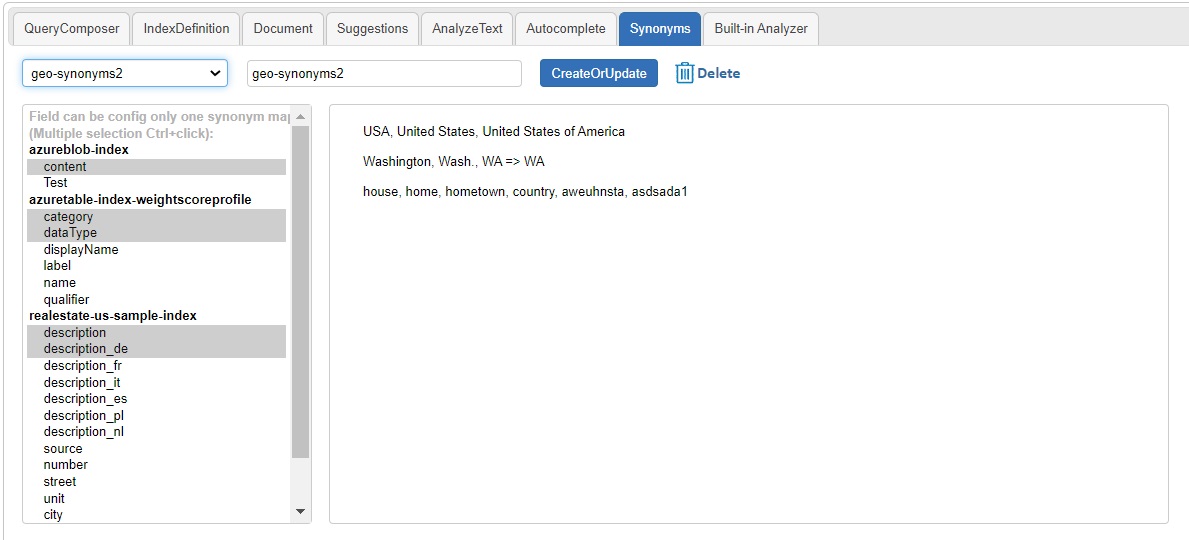 QueryComposer IndexDefinition Document Suggestions AnalyzeText Autocomplete Synonyms Built-in Analyzer
geo-synonyms2 geo-synonyms2 CreateOrUpdate Delete
Field can be config only one synonym map
(Multiple selection Ctrl+click):
azureblob-index
content
Test
azuretable-index-weightscoreprofile
category
dataType
displayName
label
name
qualifier
realestate-us-sample-index
description
description_de
description_fr
description_it
description_es
description_pl
description_nl
source
number
street
unit
city
USA, United States, United States of America
Washington, Wash., WA => WA
house, home, hometown, country, aweuhnsta, asdsada1